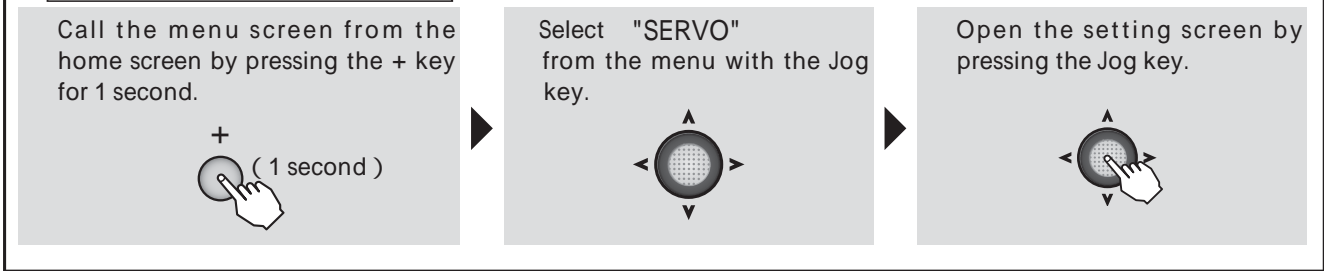 Call the menu screen from the
home screen by pressing the + key
for 1 second.
+
( 1 second )
Select "SERVO"
from the menu with the Jog
key.
Open the setting screen by
pressing the Jog key.